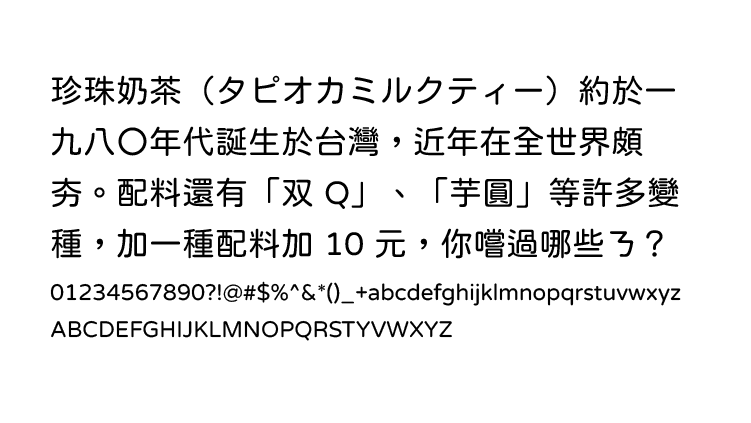 珍珠奶茶（タピオカミルクティー）約於一
九八〇年代誕生於台灣，近年在全世界頗
夯。配料還有「双 Q」、「芋圓」等許多變
種，加一種配料加 10 元，你嚐過哪些ㄋ？
01234567890?!@#$%^&*()_+abcdefghijklmnopqrstuvwxyz
ABCDEFGHIJKLMNOPQRSTYVWXYZ